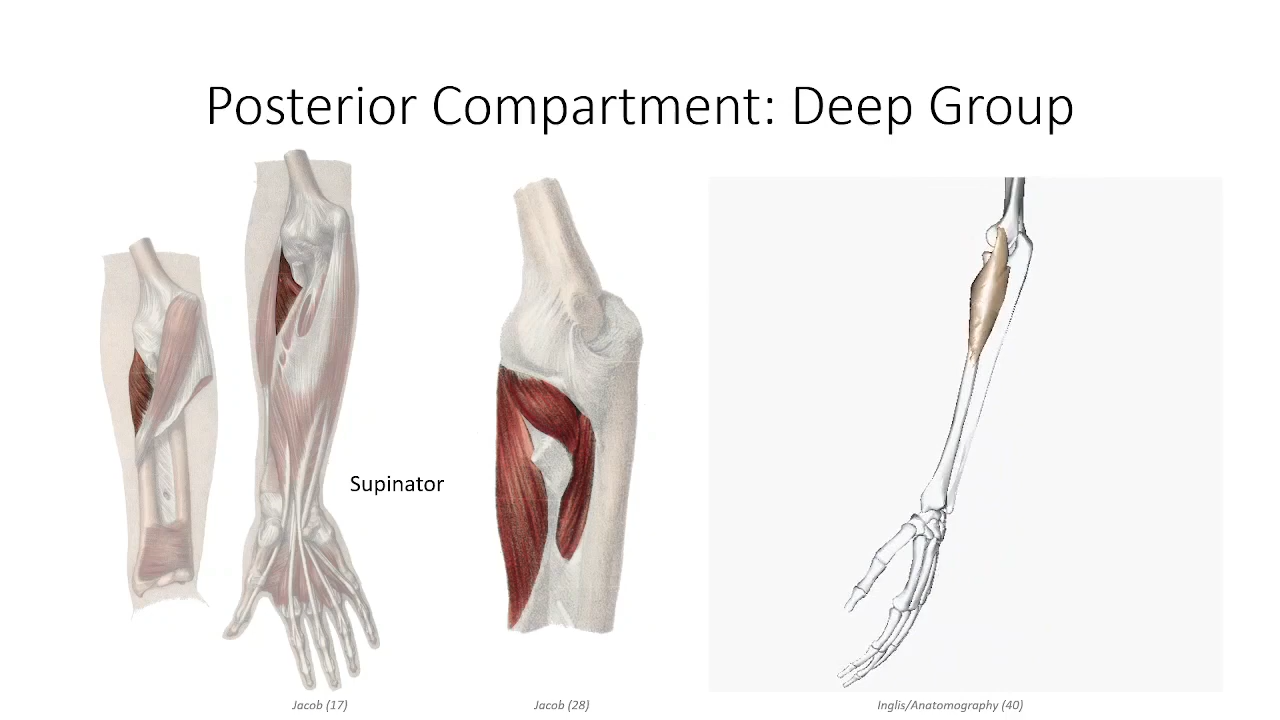 Posterior Compartment: Deep Group
Supinator
Jacob (17)
Jacob (28)
Inglis/Anatomography (40)